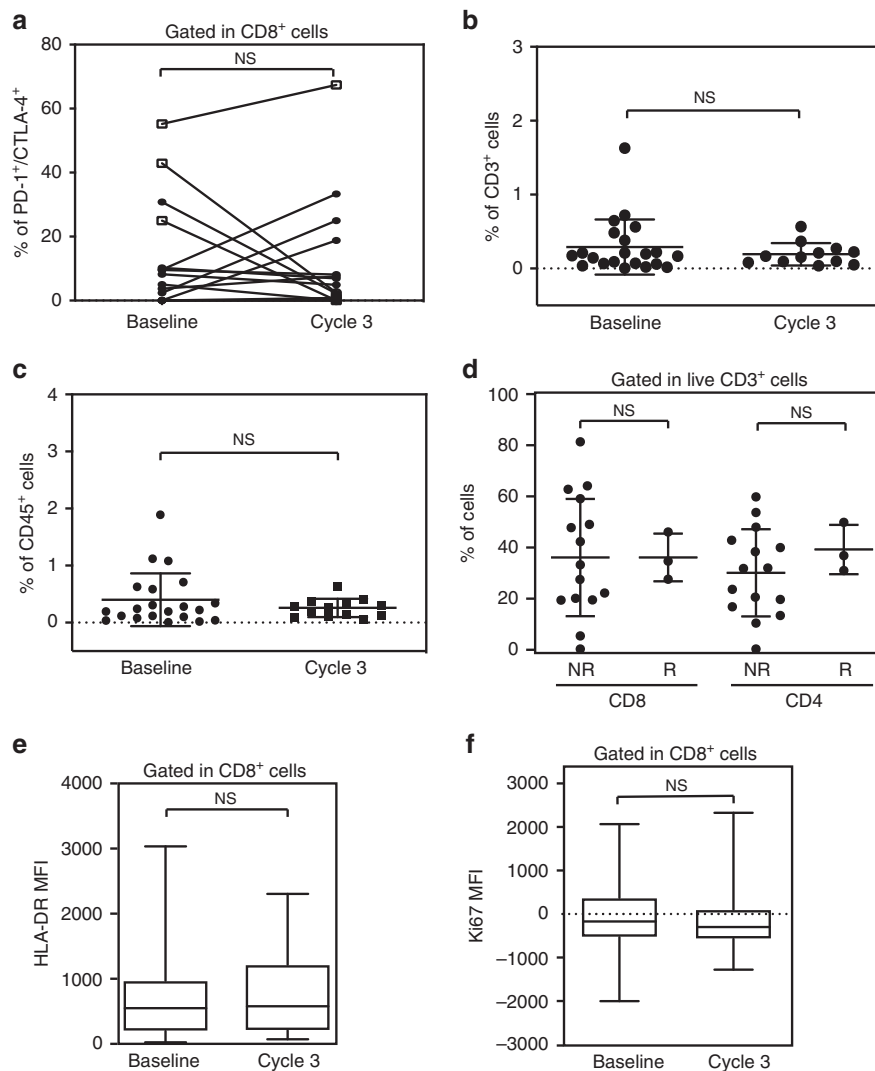 a
Gated in CD8⁺ cells
NS
80
60
40
20
0
% of PD-1⁺/CTLA-4⁺
Baseline
Cycle 3
b
NS
3
2
1
0
% of CD3⁺ cells
Baseline
Cycle 3
c
NS
4
3
2
1
0
% of CD45⁺ cells
Baseline
Cycle 3
d
Gated in live CD3⁺ cells
NS
NS
100
80
60
40
20
0
% of cells
NR
R
NR
R
CD8
CD4
e
Gated in CD8⁺ cells
NS
4000
3000
2000
1000
0
HLA-DR MFI
Baseline
Cycle 3
f
Gated in CD8⁺ cells
NS
3000
2000
1000
0
–1000
–2000
–3000
Ki67 MFI
Baseline
Cycle 3